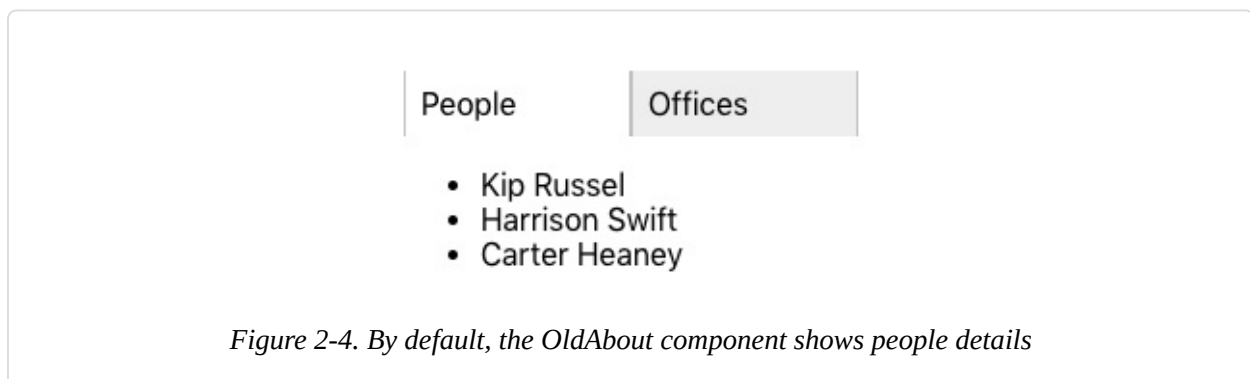 People Offices
• Kip Russel
• Harrison Swift
• Carter Heaney
Figure 2-4. By default, the OldAbout component shows people details